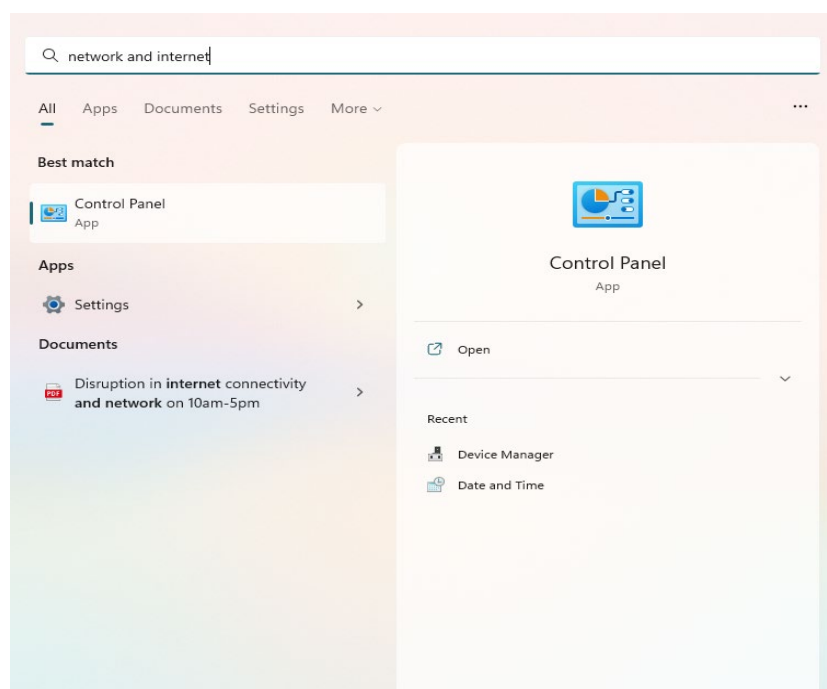 network and internet
All Apps Documents Settings More
Best match
Control Panel
App
Apps
Settings
Documents
PDF
Disruption in internet connectivity
and network on 10am-5pm
Control Panel
App
Open
Recent
Device Manager
Date and Time